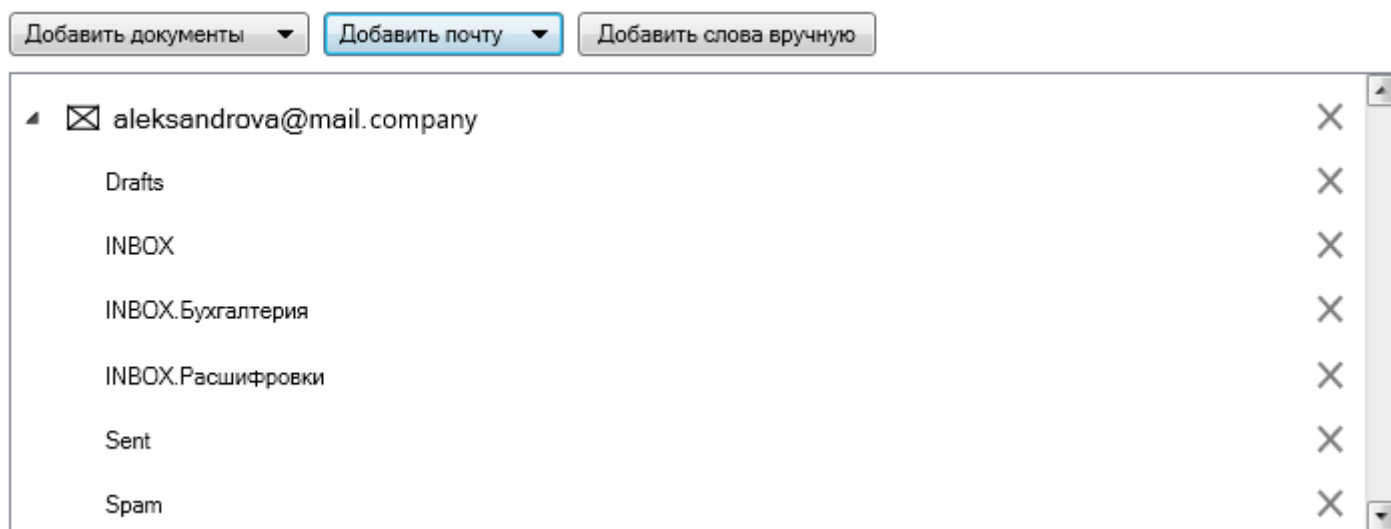 Добавить документы Добавить почту Добавить слова вручную
aleksandrova@mail.company
Drafts
INBOX
INBOX.Бухгалтерия
INBOX.Расшифровки
Sent
Spam